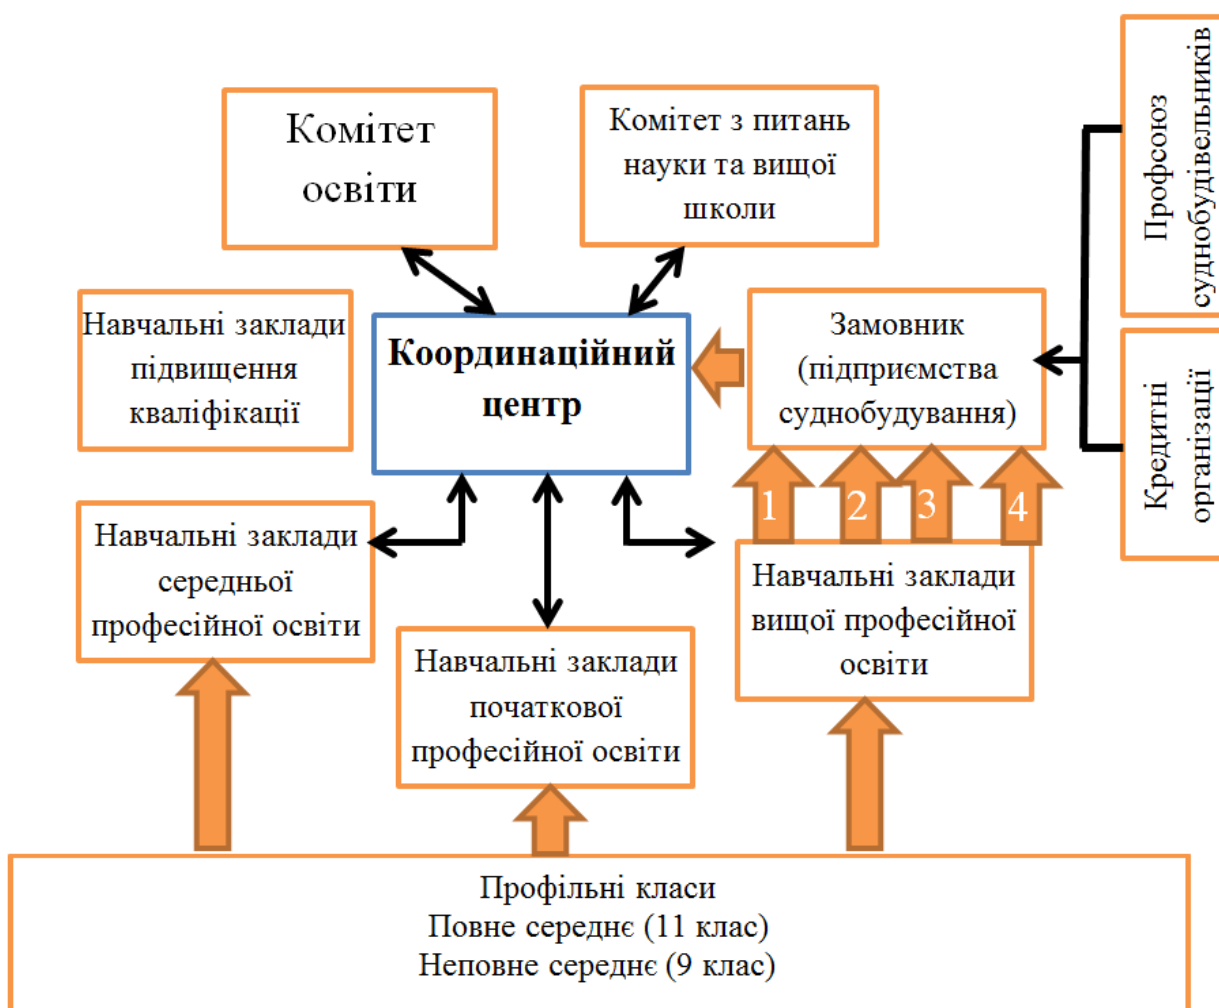 Комітет
освіти
Комітет з питань
науки та вищої
школи
Профсоюз
суднобудівельників
Навчальні заклади
підвищення
кваліфікації
Координаційний
центр
Замовник
(підприємства
суднобудування)
Кредитні
організації
1
2
3
4
Навчальні заклади
середньої
професійної освіти
Навчальні заклади
початкової
професійної освіти
Навчальні заклади
вищої професійної
освіти
Профільні класи
Повне середнє (11 клас)
Неповне середнє (9 клас)